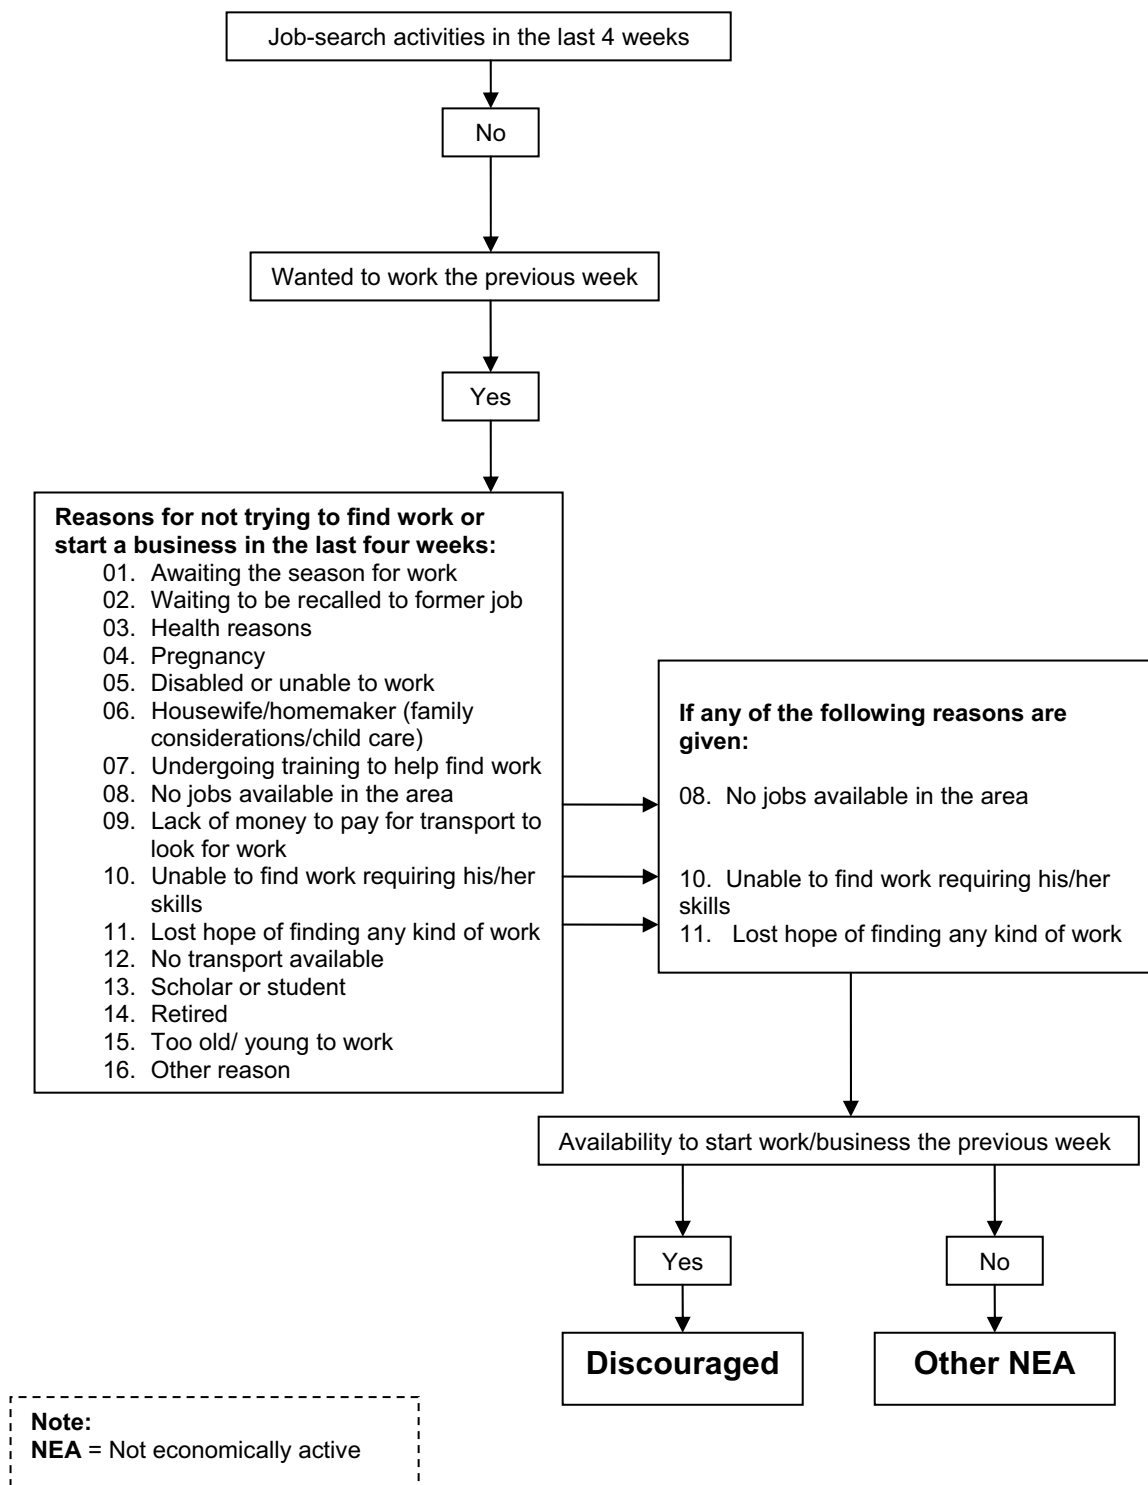 Job-search activities in the last 4 weeks
No
Wanted to work the previous week
Yes
Reasons for not trying to find work or
start a business in the last four weeks:
01. Awaiting the season for work
02. Waiting to be recalled to former job
03. Health reasons
04. Pregnancy
05. Disabled or unable to work
06. Housewife/homemaker (family
considerations/child care)
07. Undergoing training to help find work
08. No jobs available in the area
09. Lack of money to pay for transport to
look for work
10. Unable to find work requiring his/her
skills
11. Lost hope of finding any kind of work
12. No transport available
13. Scholar or student
14. Retired
15. Too old/ young to work
16. Other reason
If any of the following reasons are
given:
08. No jobs available in the area
10. Unable to find work requiring his/her
skills
11. Lost hope of finding any kind of work
Availability to start work/business the previous week
Yes
No
Discouraged
Other NEA
Note:
NEA = Not economically active